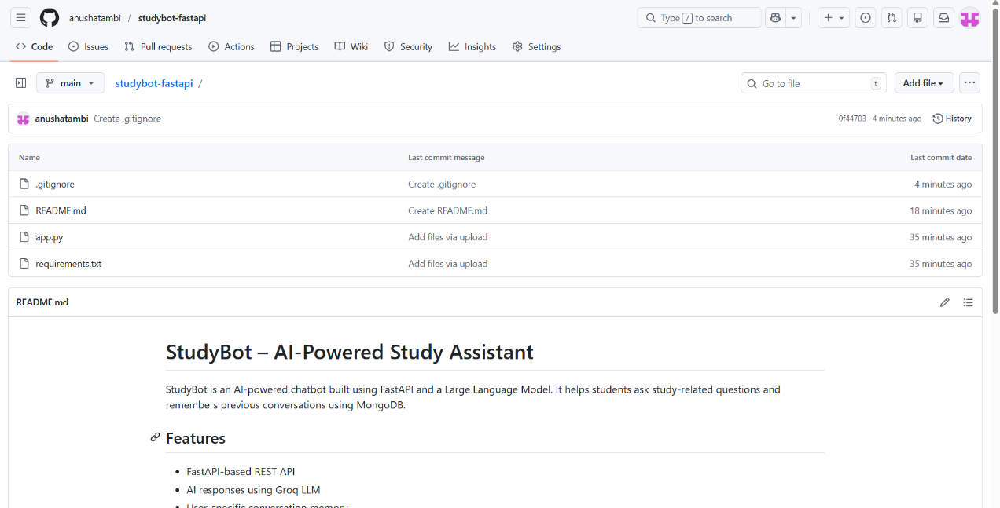 anushatambi / studybot-fastapi
Type / to search
Code Issues Pull requests Actions Projects Wiki Security Insights Settings
main studybot-fastapi / Go to file t Add file
anushatambi Create .gitignore 0f44703 · 4 minutes ago History
Name Last commit message Last commit date
.gitignore Create .gitignore 4 minutes ago
README.md Create README.md 18 minutes ago
app.py Add files via upload 35 minutes ago
requirements.txt Add files via upload 35 minutes ago
README.md
StudyBot – AI-Powered Study Assistant
StudyBot is an AI-powered chatbot built using FastAPI and a Large Language Model. It helps students ask study-related questions and
remembers previous conversations using MongoDB.
Features
• FastAPI-based REST API
• AI responses using Groq LLM
• User-specific conversation memory